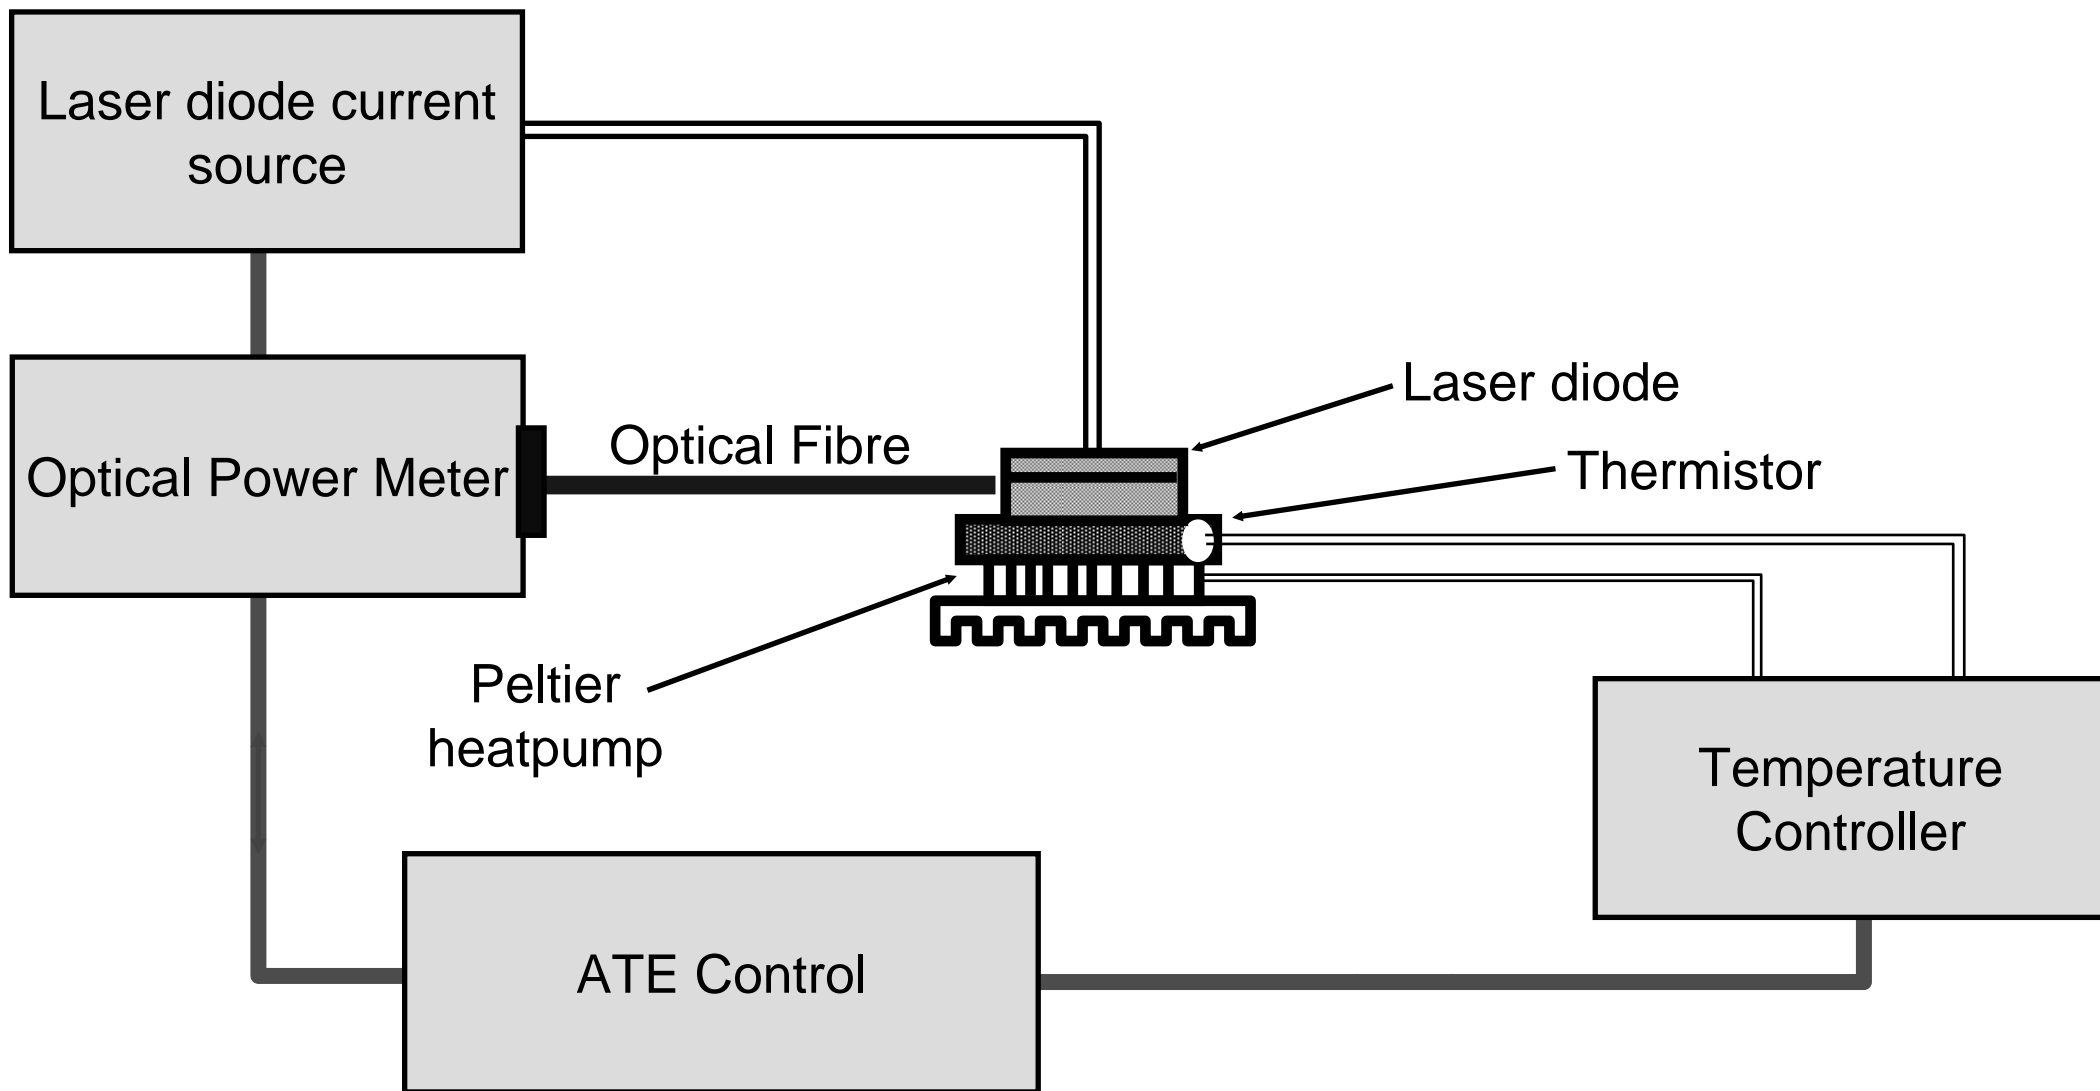 Laser diode current
source
Laser diode
Optical Fibre
Optical Power Meter
Thermistor
Peltier
heatpump
Temperature
Controller
ATE Control